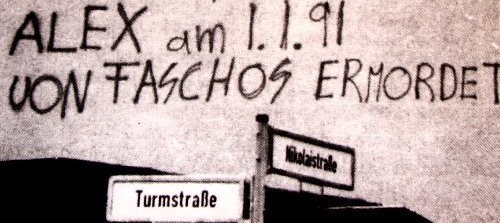 ALEX am 1.1.91
VON FASCHOS ERMORDET
Nikolaistraße
Turmstraße